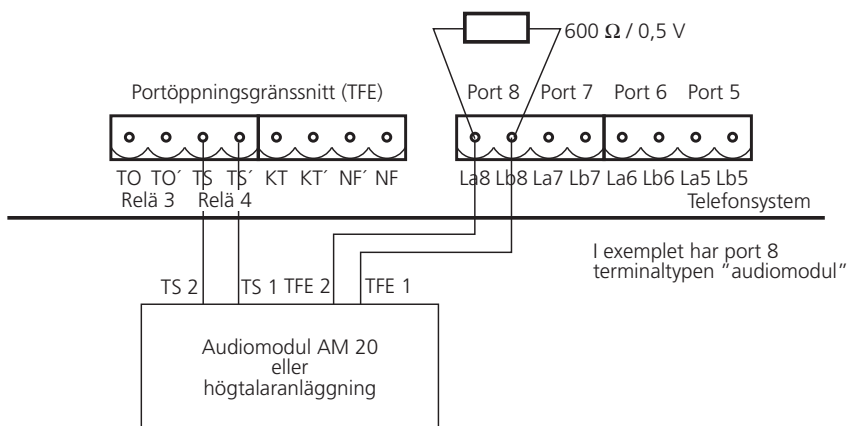 600 Ω / 0,5 V
Portöppningsgränssnitt (TFE)
Port 8 Port 7 Port 6 Port 5
TO TO´ TS TS´ KT KT´ NF´ NF
La8 Lb8 La7 Lb7 La6 Lb6 La5 Lb5
Relä 3 Relä 4
Telefonsystem
I exemplet har port 8
terminaltypen ”audiomodul”
TS 2 TS 1 TFE 2 TFE 1
Audiomodul AM 20
eller
högtalaranläggning